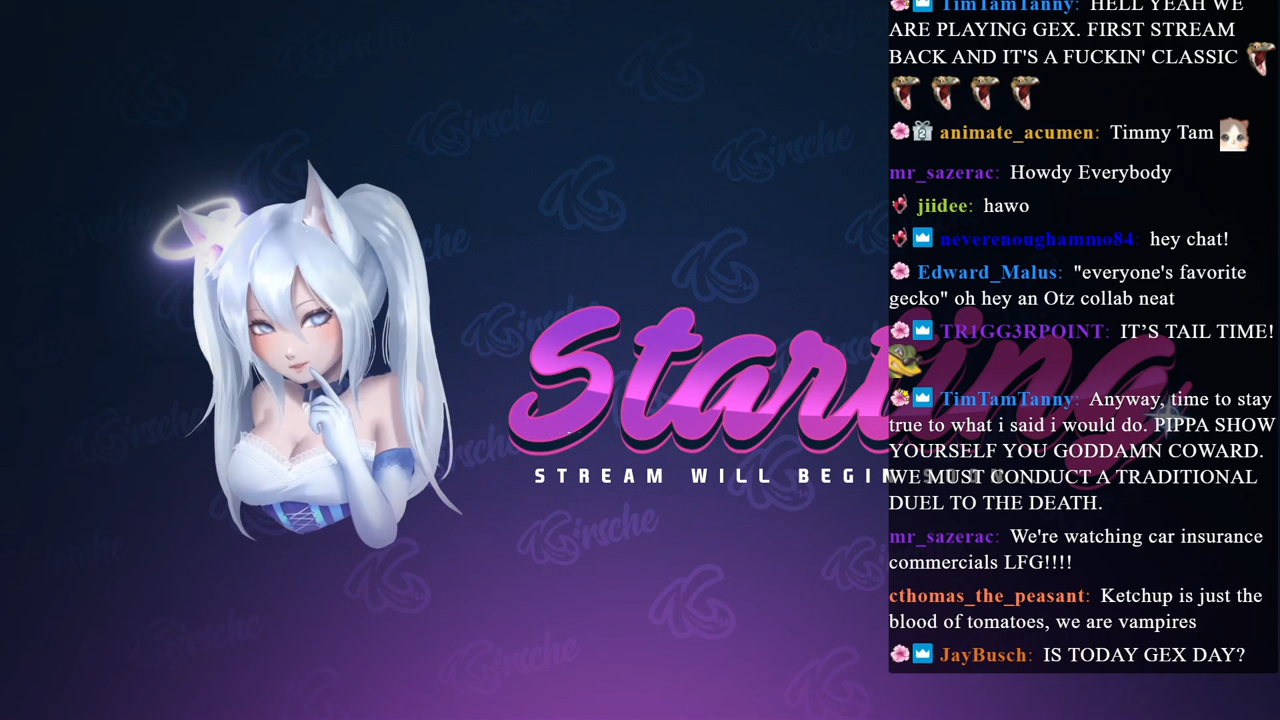 Kirsche
Starting
STREAM WILL BEGIN SOON
TimTamTanny: HELL YEAH WE
ARE PLAYING GEX. FIRST STREAM
BACK AND IT'S A FUCKIN' CLASSIC
2 animate_acumen: Timmy Tam
mr_sazerac: Howdy Everybody
jiidee: hawo
neverenoughammo84: hey chat!
Edward_Malus: "everyone's favorite
gecko" oh hey an Otz collab neat
TR1GG3RPOINT: IT'S TAIL TIME!
TimTamTanny: Anyway, time to stay
true to what i said i would do. PIPPA SHOW
YOURSELF YOU GODDAMN COWARD.
WE MUST CONDUCT A TRADITIONAL
DUEL TO THE DEATH.
mr_sazerac: We're watching car insurance
commercials LFG!!!!
cthomas_the_peasant: Ketchup is just the
blood of tomatoes, we are vampires
JayBusch: IS TODAY GEX DAY?